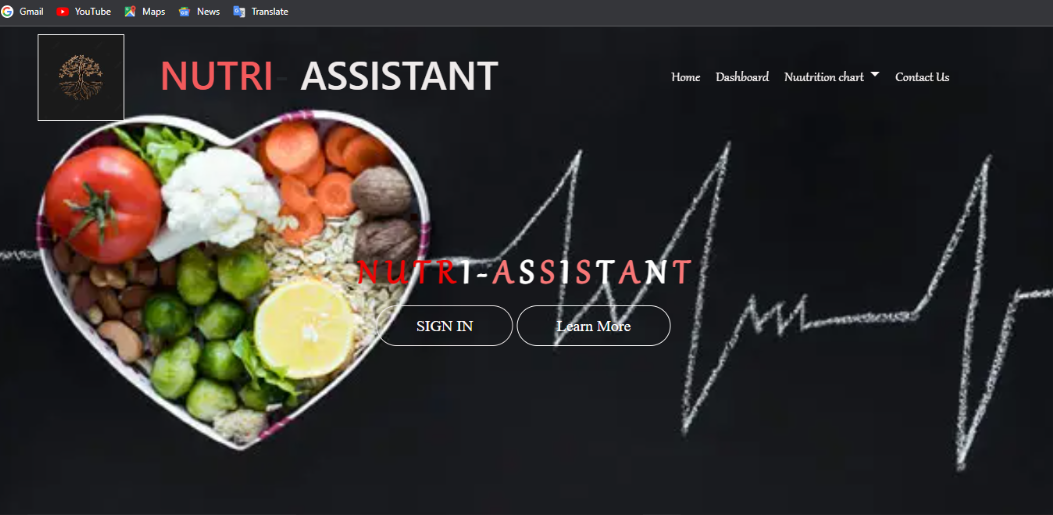 Gmail YouTube Maps News Translate
NUTRI ASSISTANT
Home Dashboard Nuutrition chart Contact Us
NUTRI-ASSISTANT
SIGN IN Learn More